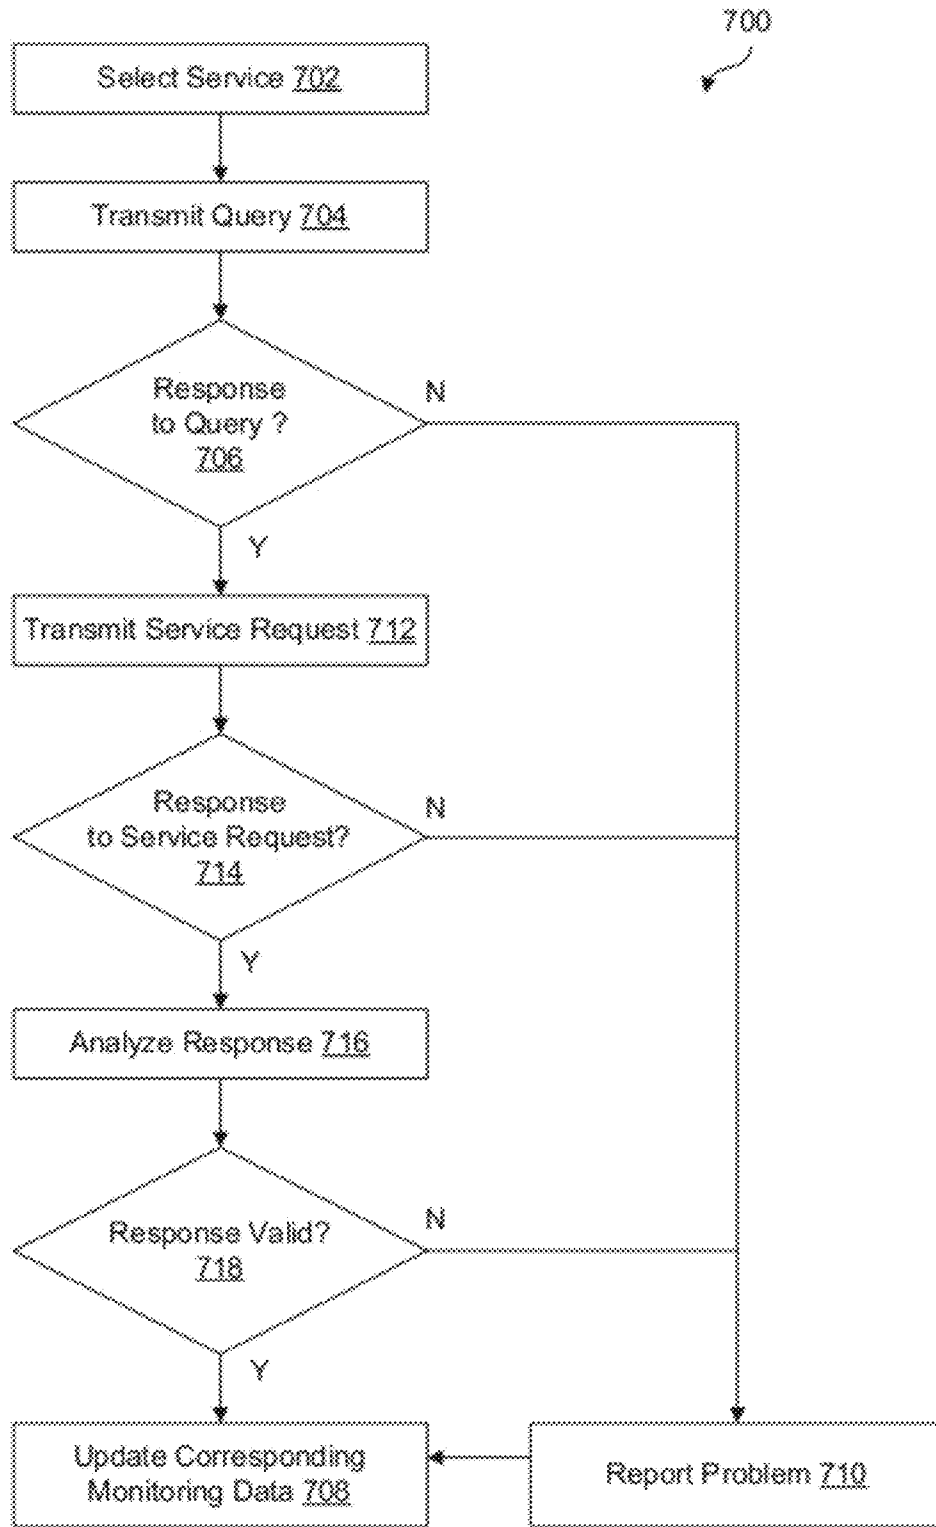 700
Select Service 702
Transmit Query 704
Response
to Query ?
706
N
Y
Transmit Service Request 712
Response
to Service Request?
714
N
Y
Analyze Response 716
Response Valid?
718
N
Y
Update Corresponding
Monitoring Data 708
Report Problem 710